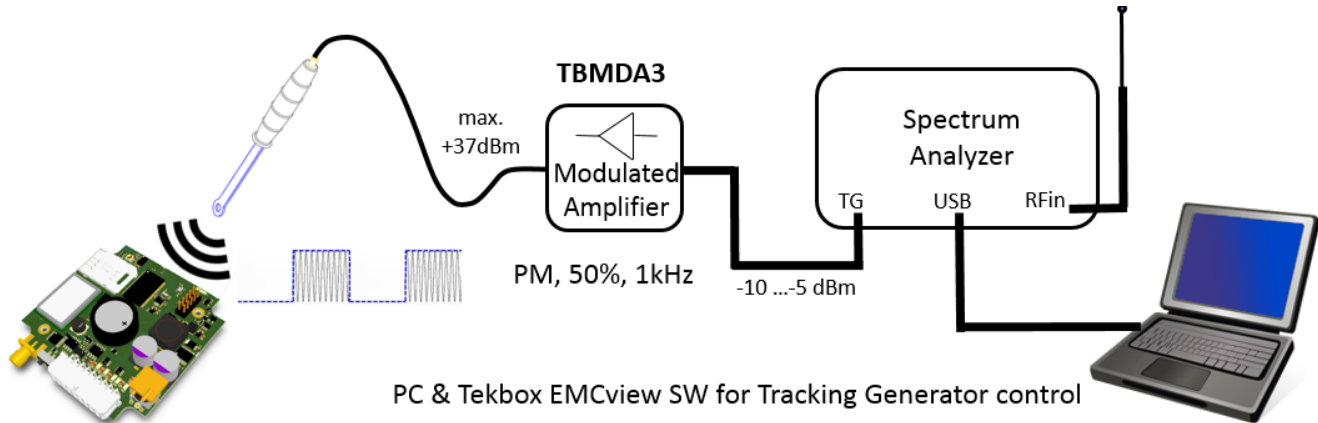 TBMDA3
max.
+37dBm
Modulated
Amplifier
PM, 50%, 1kHz
-10 ...-5 dBm
Spectrum
Analyzer
TG
USB
RFin
PC & Tekbox EMCview SW for Tracking Generator control